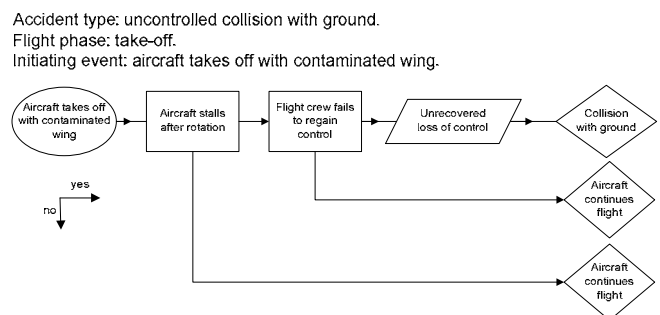 Accident type: uncontrolled collision with ground.
Flight phase: take-off.
Initiating event: aircraft takes off with contaminated wing.
Aircraft takes off
with contaminated
wing
Aircraft stalls
after rotation
Flight crew fails
to regain
control
Unrecovered
loss of control
Collision
with ground
yes
no
Aircraft
continues
flight
Aircraft
continues
flight